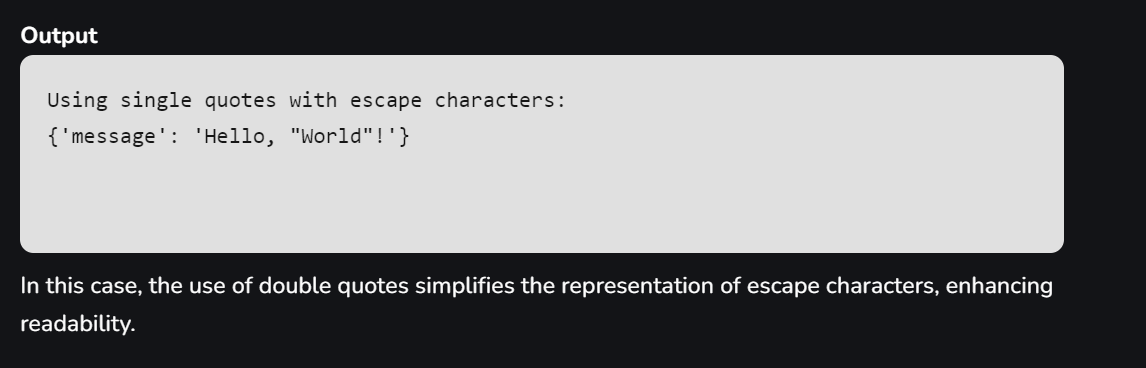 Output
Using single quotes with escape characters:
{'message': 'Hello, "World"!'}
In this case, the use of double quotes simplifies the representation of escape characters, enhancing
readability.